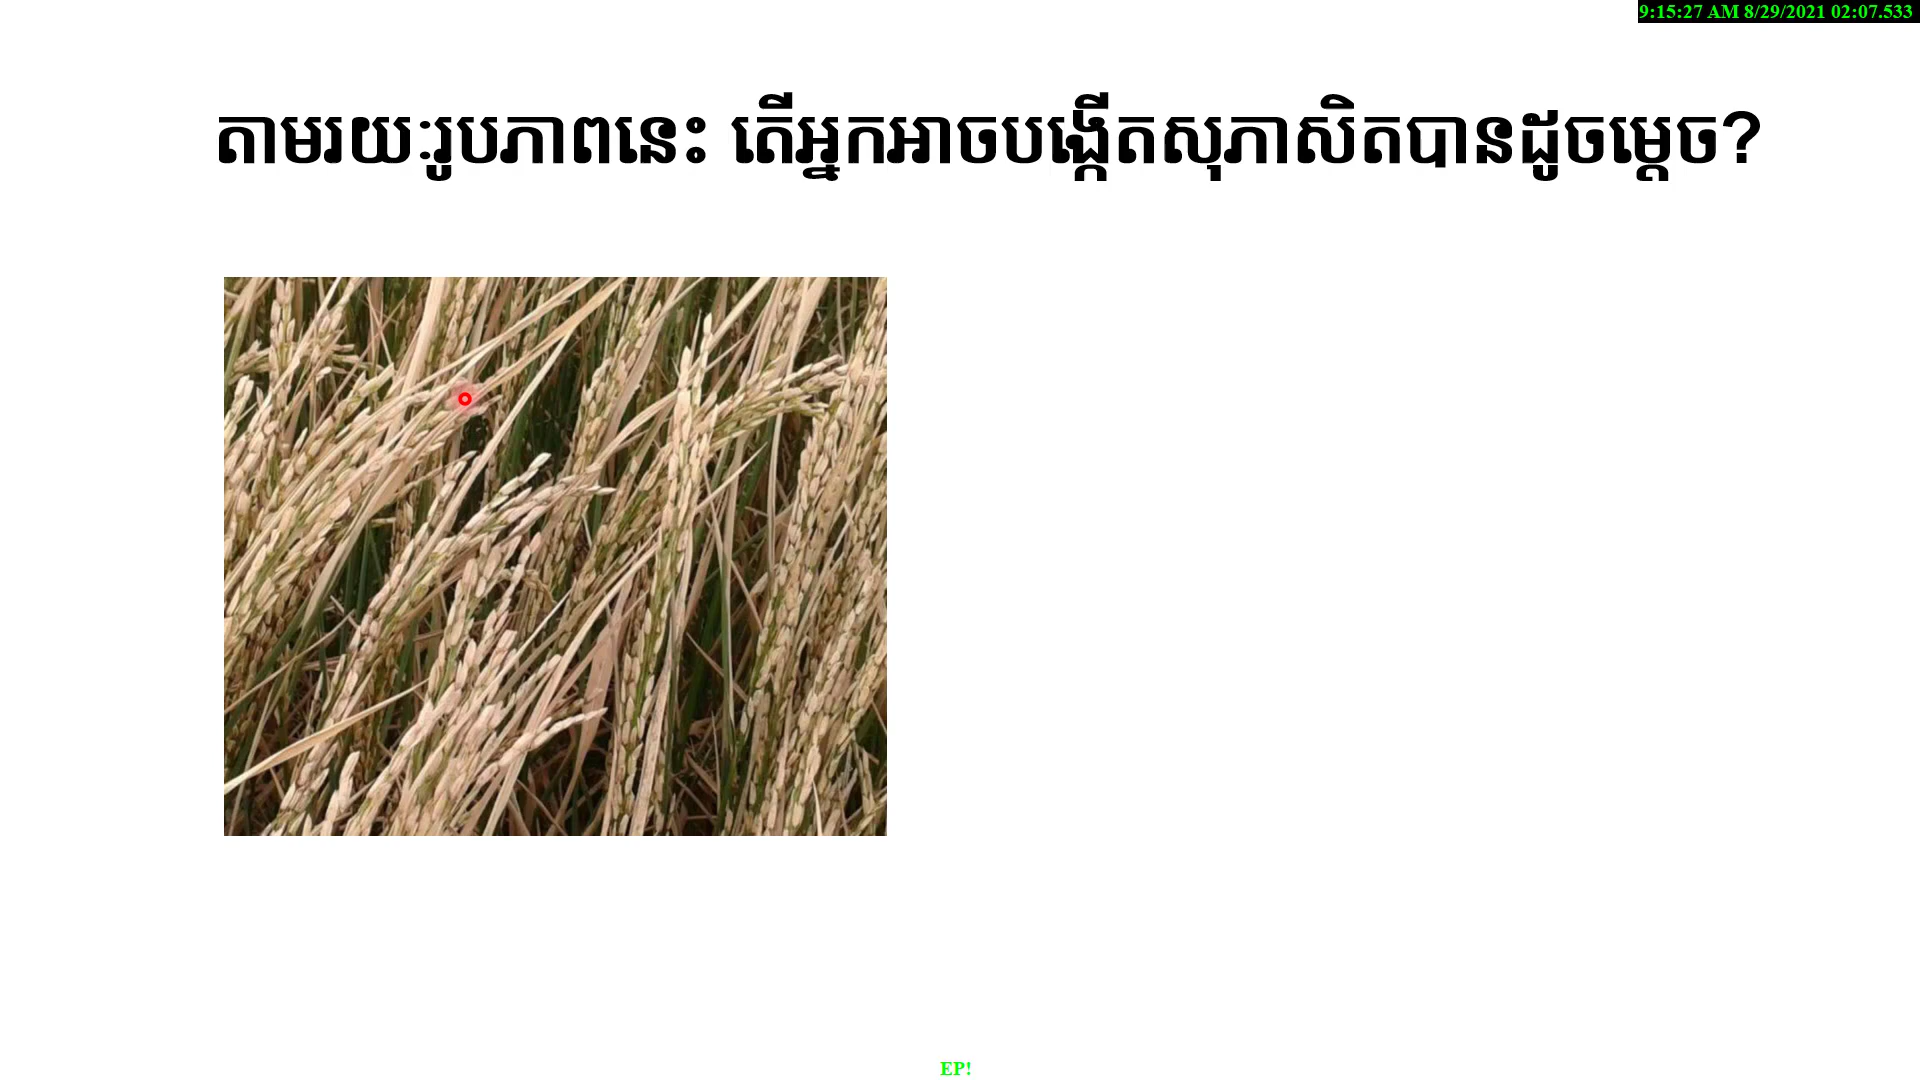 9:15:27 AM 8/29/2021 02:07.533
តាមរយៈរូបភាពនេះ តើអ្នកអាចបង្កើតសុភាសិតបានដូចម្ដេច?
EP!